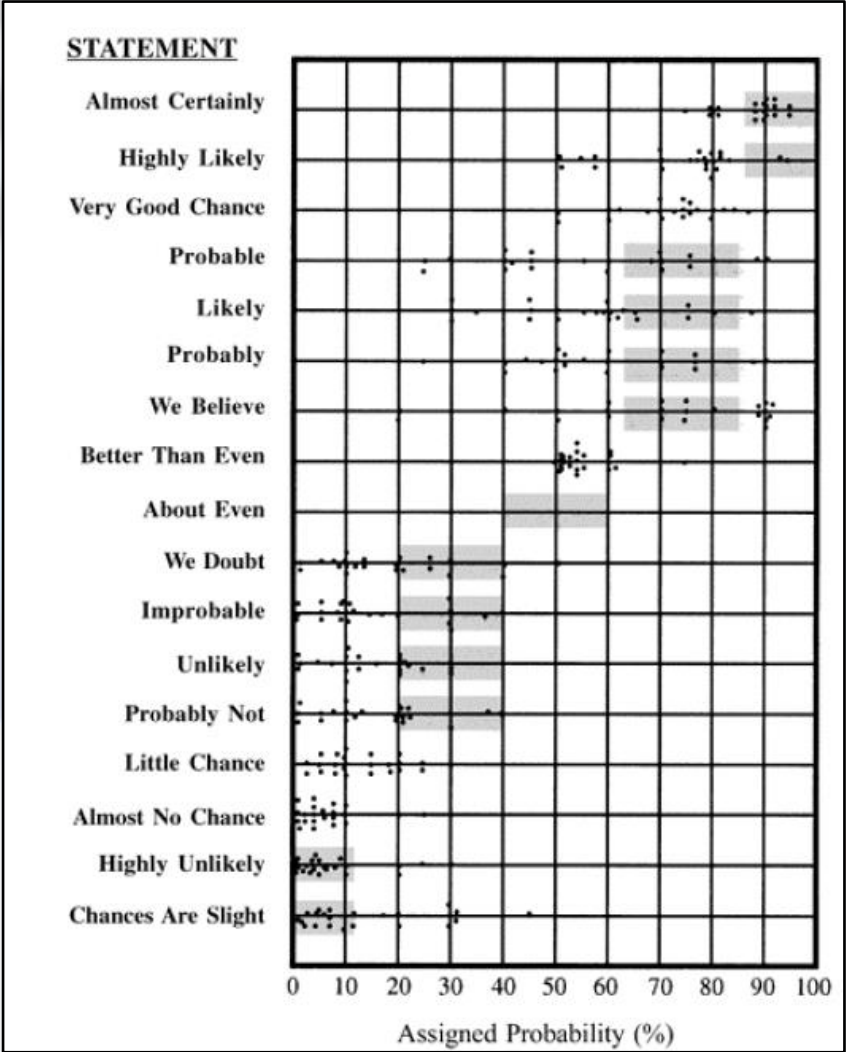 STATEMENT
Almost Certainly
Highly Likely
Very Good Chance
Probable
Likely
Probably
We Believe
Better Than Even
About Even
We Doubt
Improbable
Unlikely
Probably Not
Little Chance
Almost No Chance
Highly Unlikely
Chances Are Slight
0 10 20 30 40 50 60 70 80 90 100
Assigned Probability (%)